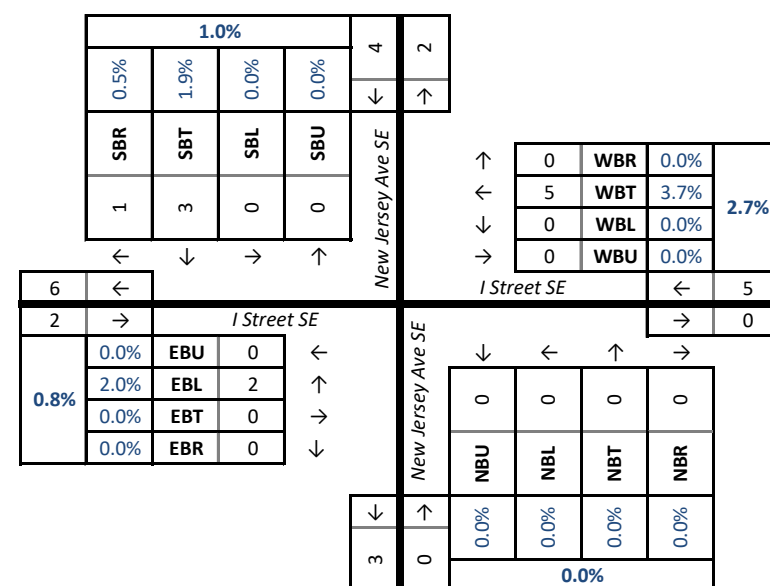 1.0%
4 2
0.5% 1.9% 0.0% 0.0%
↓ ↑
SBR SBT SBL SBU
1 3 0 0
← ↓ → ↑
New Jersey Ave SE
↑ 0 WBR 0.0%
← 5 WBT 3.7%
↓ 0 WBL 0.0%
→ 0 WBU 0.0%
2.7%
6 ←
I Street SE
← 5
2 →
I Street SE
→ 0
0.8%
0.0% EBU 0 ←
2.0% EBL 2 ↑
0.0% EBT 0 →
0.0% EBR 0 ↓
New Jersey Ave SE
↓ ← ↑ →
0 0 0 0
NBU NBL NBT NBR
↓ ↑
0.0% 0.0% 0.0% 0.0%
3 0
0.0%